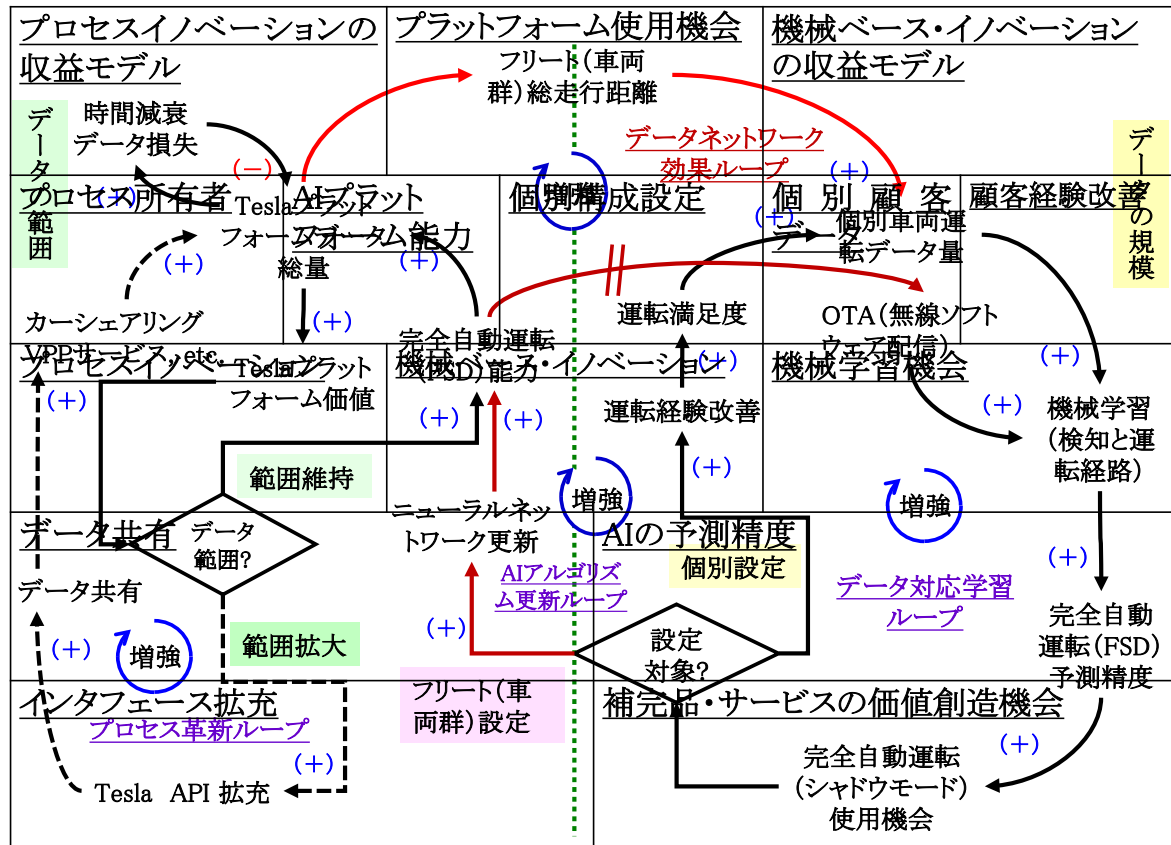 プロセスイノベーションの
収益モデル
プラットフォーム使用機会
機械ベース・イノベーション
の収益モデル
フリート（車両
群）総走行距離
時間減衰
データ損失
データの範囲
データネットワーク
効果ループ
データの規模
(－)
(＋)
(＋)
増強
プロセス所有者
AIプラット
フォーム能力
個別構成設定
個別顧客
データ
顧客経験改善
Teslaプラット
フォームデータ
総量
(＋)
(＋)
(＋)
個別車両運
転データ量
(＋)
カーシェアリング
VPPサービス, etc.
完全自動運転
(FSD)能力
運転満足度
OTA（無線ソフト
ウェア配信）
プロセスイノベーション
機械ベース・イノベーション
機械学習機会
Teslaプラット
フォーム価値
(＋)
(＋)
(＋)
(＋)
(＋)
(＋)
運転経験改善
機械学習
（検知と運
転経路）
範囲維持
(＋)
増強
増強
データ共有
データ
範囲?
ニューラルネッ
トワーク更新
AIの予測精度
個別設定
(＋)
データ共有
AIアルゴリズ
ム更新ループ
データ対応学習
ループ
完全自動
運転(FSD)
予測精度
(＋)
増強
範囲拡大
(＋)
設定
対象?
インタフェース拡充
プロセス革新ループ
フリート（車
両群）設定
補完品・サービスの価値創造機会
(＋)
(＋)
Tesla API 拡充
完全自動運転
（シャドウモード）
使用機会